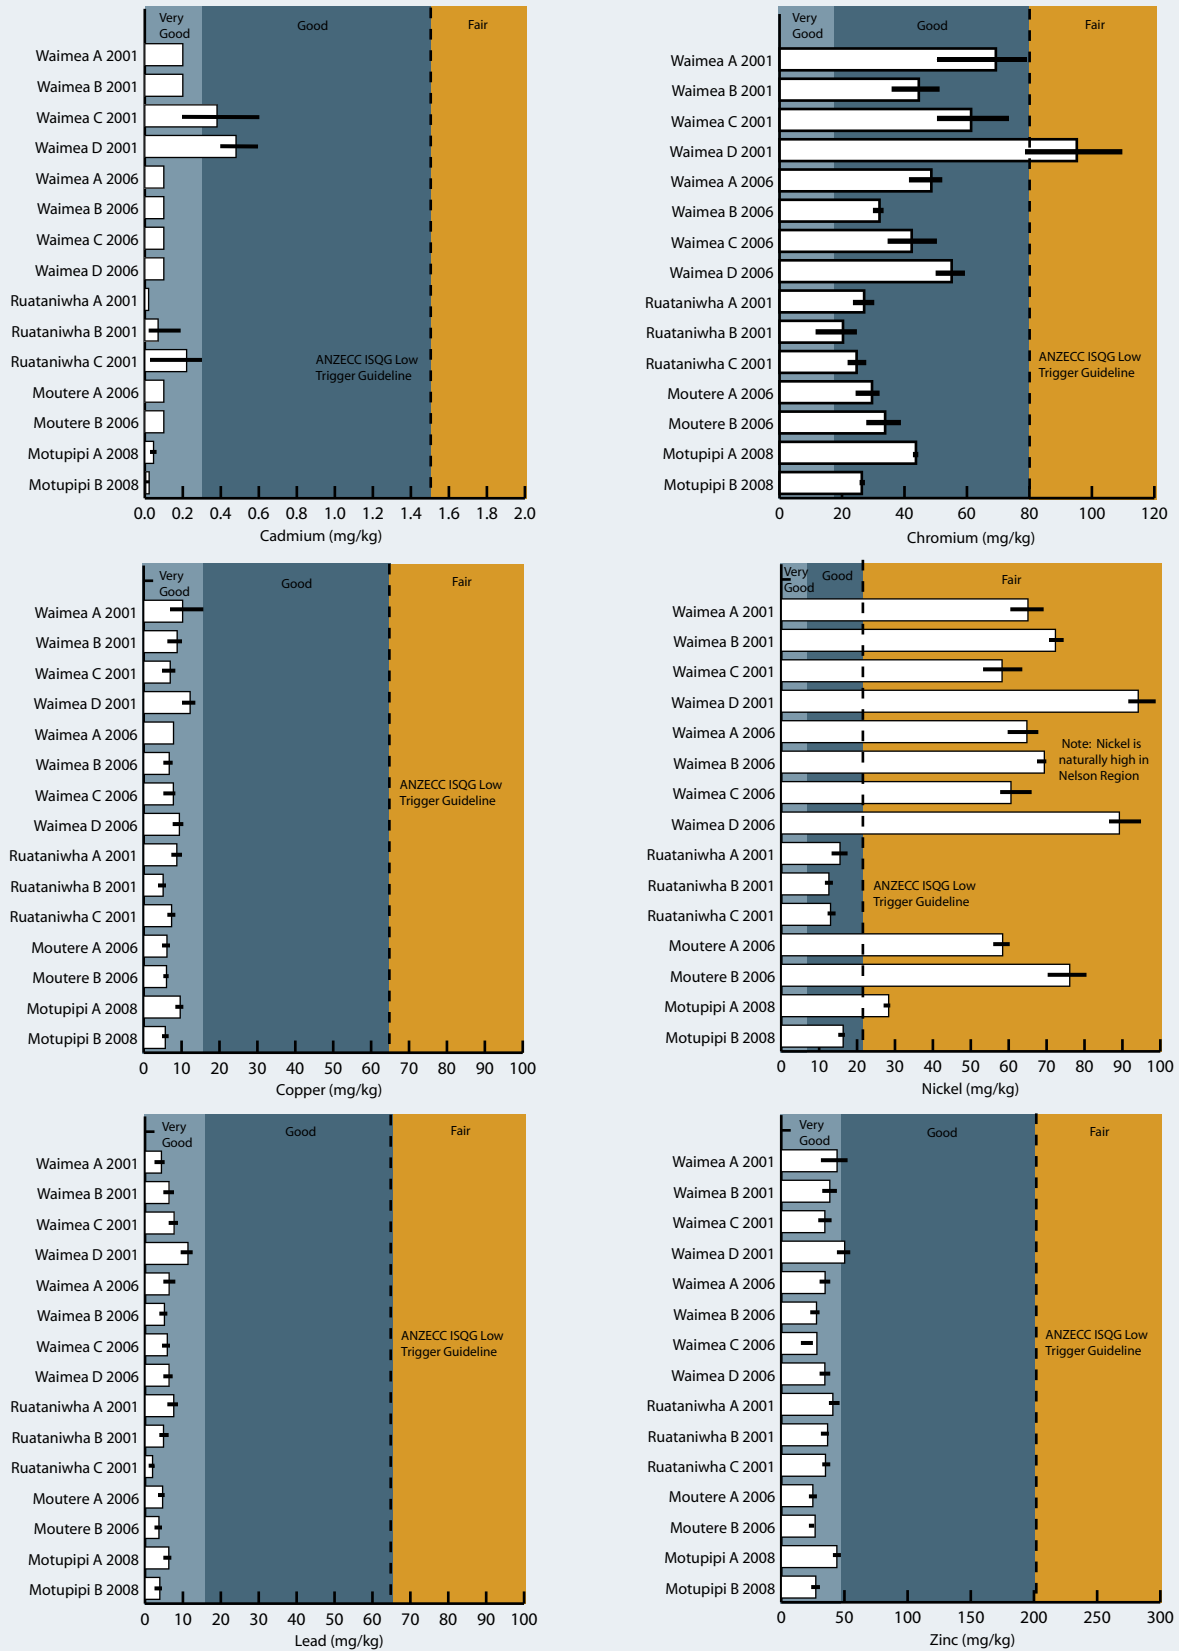 Very
Good
Good
Fair
Waimea A 2001
Waimea B 2001
Waimea C 2001
Waimea D 2001
Waimea A 2006
Waimea B 2006
Waimea C 2006
Waimea D 2006
Ruataniwha A 2001
Ruataniwha B 2001
Ruataniwha C 2001
Moutere A 2006
Moutere B 2006
Motupipi A 2008
Motupipi B 2008
ANZECC ISQG Low
Trigger Guideline
0.0 0.2 0.4 0.6 0.8 1.0 1.2 1.4 1.6 1.8 2.0
Cadmium (mg/kg)
Very
Good
Good
Fair
Waimea A 2001
Waimea B 2001
Waimea C 2001
Waimea D 2001
Waimea A 2006
Waimea B 2006
Waimea C 2006
Waimea D 2006
Ruataniwha A 2001
Ruataniwha B 2001
Ruataniwha C 2001
Moutere A 2006
Moutere B 2006
Motupipi A 2008
Motupipi B 2008
ANZECC ISQG Low
Trigger Guideline
0 20 40 60 80 100 120
Chromium (mg/kg)
Very
Good
Good
Fair
Waimea A 2001
Waimea B 2001
Waimea C 2001
Waimea D 2001
Waimea A 2006
Waimea B 2006
Waimea C 2006
Waimea D 2006
Ruataniwha A 2001
Ruataniwha B 2001
Ruataniwha C 2001
Moutere A 2006
Moutere B 2006
Motupipi A 2008
Motupipi B 2008
ANZECC ISQG Low
Trigger Guideline
0 10 20 30 40 50 60 70 80 90 100
Copper (mg/kg)
Very
Good
Good
Fair
Waimea A 2001
Waimea B 2001
Waimea C 2001
Waimea D 2001
Waimea A 2006
Waimea B 2006
Waimea C 2006
Waimea D 2006
Ruataniwha A 2001
Ruataniwha B 2001
Ruataniwha C 2001
Moutere A 2006
Moutere B 2006
Motupipi A 2008
Motupipi B 2008
Note: Nickel is
naturally high in
Nelson Region
ANZECC ISQG Low
Trigger Guideline
0 10 20 30 40 50 60 70 80 90 100
Nickel (mg/kg)
Very
Good
Good
Fair
Waimea A 2001
Waimea B 2001
Waimea C 2001
Waimea D 2001
Waimea A 2006
Waimea B 2006
Waimea C 2006
Waimea D 2006
Ruataniwha A 2001
Ruataniwha B 2001
Ruataniwha C 2001
Moutere A 2006
Moutere B 2006
Motupipi A 2008
Motupipi B 2008
ANZECC ISQG Low
Trigger Guideline
0 10 20 30 40 50 60 70 80 90 100
Lead (mg/kg)
Very
Good
Good
Fair
Waimea A 2001
Waimea B 2001
Waimea C 2001
Waimea D 2001
Waimea A 2006
Waimea B 2006
Waimea C 2006
Waimea D 2006
Ruataniwha A 2001
Ruataniwha B 2001
Ruataniwha C 2001
Moutere A 2006
Moutere B 2006
Motupipi A 2008
Motupipi B 2008
ANZECC ISQG Low
Trigger Guideline
0 50 100 150 200 250 300
Zinc (mg/kg)